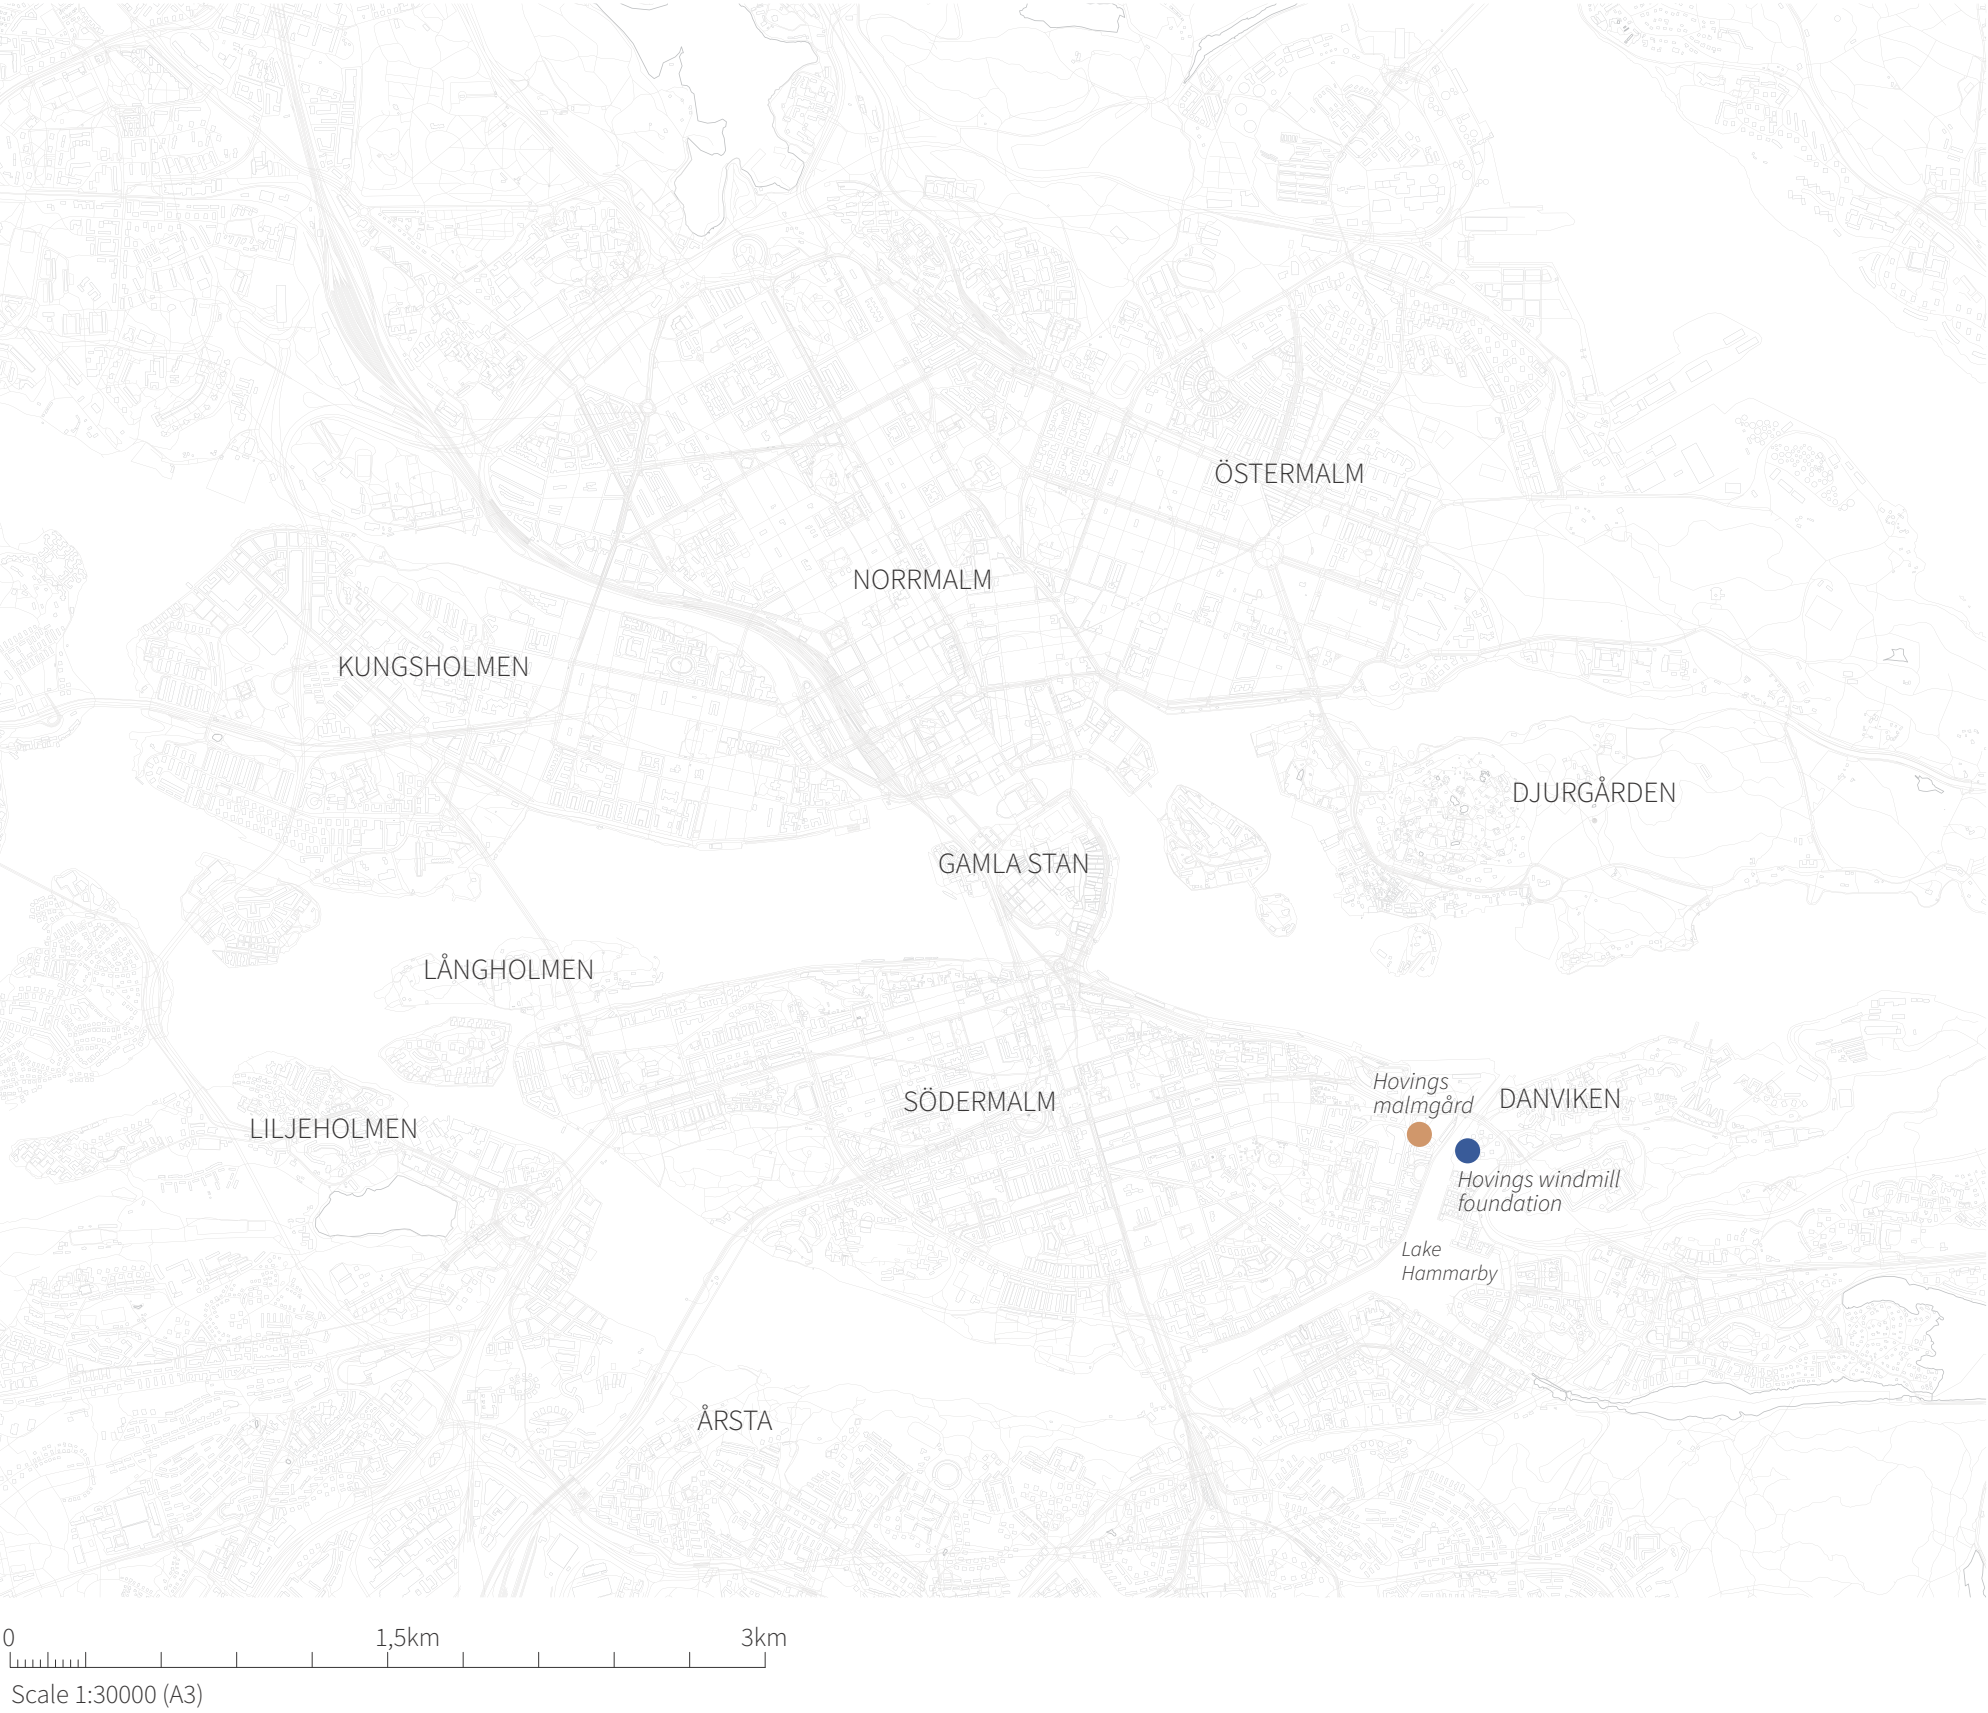 ÖSTERMALM
NORRMALM
KUNGSHOLMEN
DJURGÅRDEN
GAMLA STAN
LÅNGHOLMEN
Hovings
malmgård
DANVIKEN
SÖDERMALM
LILJEHOLMEN
Hovings windmill
foundation
Lake
Hammarby
ÅRSTA
0
1,5km
3km
Scale 1:30000 (A3)